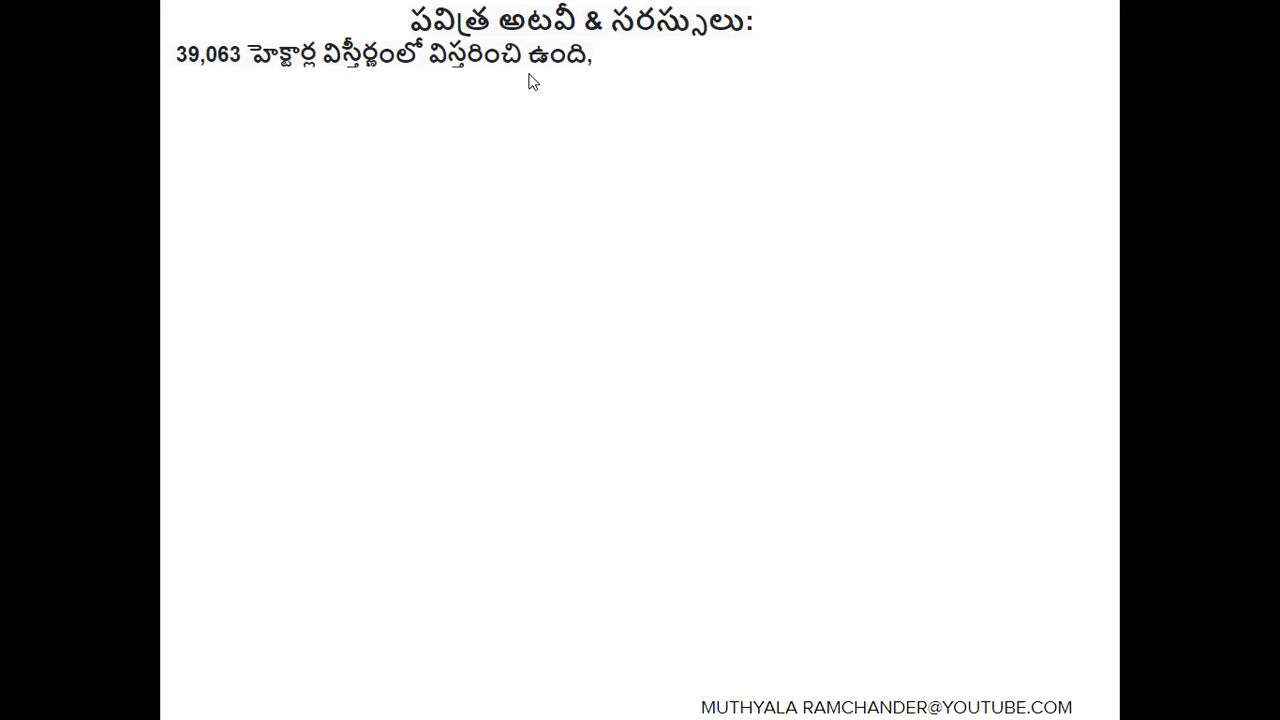 పవిత్ర అటవీ & సరస్సులు:
39,063 హెక్టార్ల విస్తీర్ణంలో విస్తరించి ఉంది,
MUTHYALA RAMCHANDER@YOUTUBE.COM